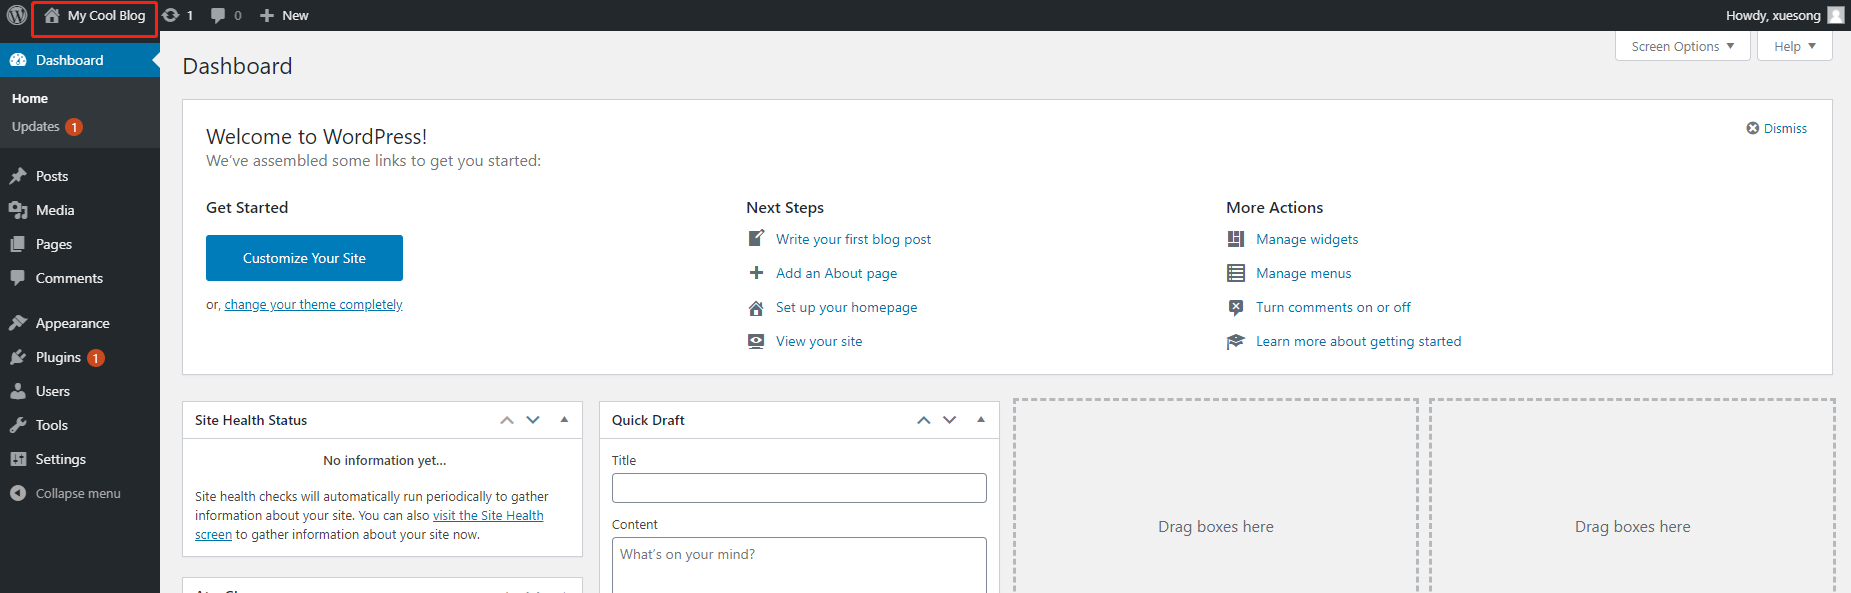 My Cool Blog 1 0 New Howdy, xuesong
Dashboard
Home
Updates 1
Posts
Media
Pages
Comments
Appearance
Plugins 1
Users
Tools
Settings
Collapse menu
Screen Options Help
Dashboard
Welcome to WordPress!
We've assembled some links to get you started:
Dismiss
Get Started
Customize Your Site
or, change your theme completely
Next Steps
Write your first blog post
Add an About page
Set up your homepage
View your site
More Actions
Manage widgets
Manage menus
Turn comments on or off
Learn more about getting started
Site Health Status
No information yet...
Site health checks will automatically run periodically to gather
information about your site. You can also visit the Site Health
screen to gather information about your site now.
Quick Draft
Title
Content
What's on your mind?
Drag boxes here
Drag boxes here